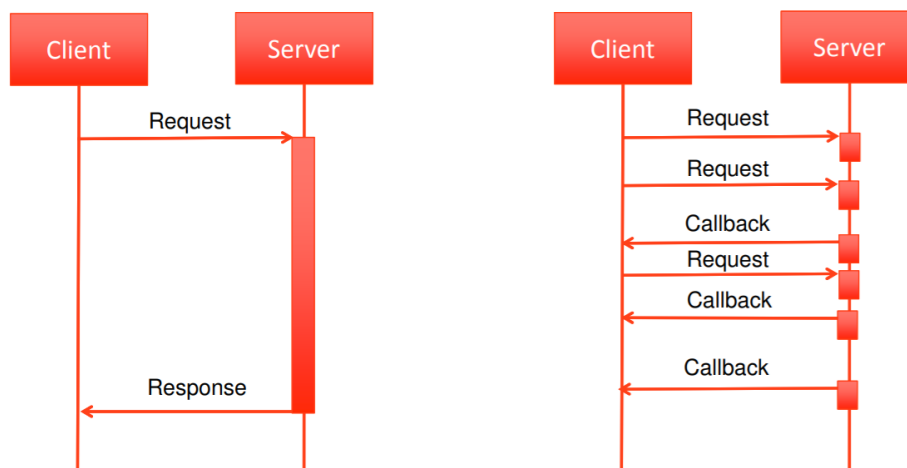 Client
Server
Request
Response
Client
Server
Request
Request
Callback
Request
Callback
Callback